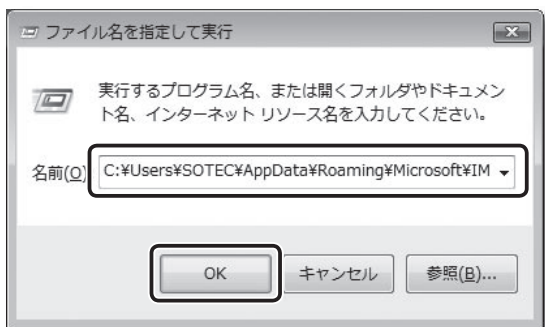 ファイル名を指定して実行
実行するプログラム名、または開くフォルダやドキュメン
ト名、インターネット リソース名を入力してください。
名前(O)
C:¥Users¥SOTEC¥AppData¥Roaming¥Microsoft¥IM
OK キャンセル 参照(B)...